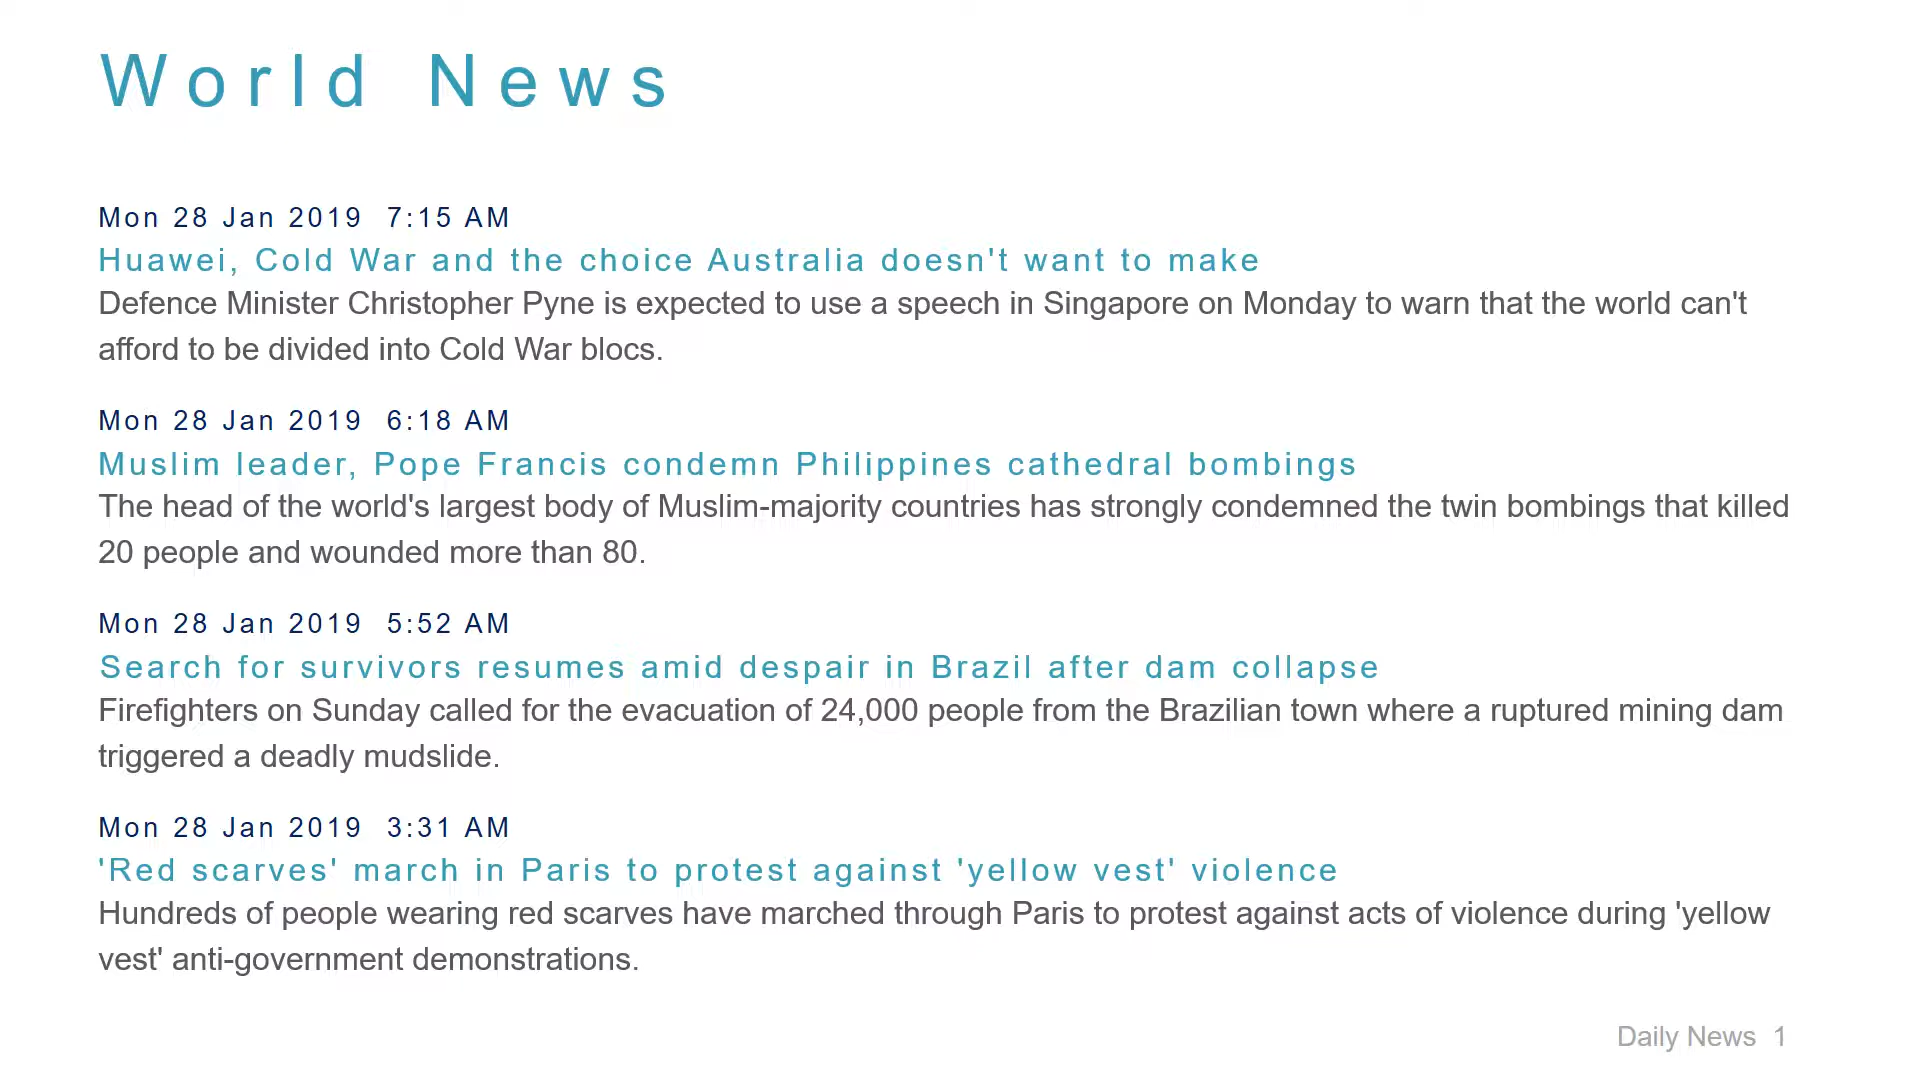 World News
Mon 28 Jan 2019 7:15 AM
Huawei, Cold War and the choice Australia doesn't want to make
Defence Minister Christopher Pyne is expected to use a speech in Singapore on Monday to warn that the world can't
afford to be divided into Cold War blocs.
Mon 28 Jan 2019 6:18 AM
Muslim leader, Pope Francis condemn Philippines cathedral bombings
The head of the world's largest body of Muslim-majority countries has strongly condemned the twin bombings that killed
20 people and wounded more than 80.
Mon 28 Jan 2019 5:52 AM
Search for survivors resumes amid despair in Brazil after dam collapse
Firefighters on Sunday called for the evacuation of 24,000 people from the Brazilian town where a ruptured mining dam
triggered a deadly mudslide.
Mon 28 Jan 2019 3:31 AM
'Red scarves' march in Paris to protest against 'yellow vest' violence
Hundreds of people wearing red scarves have marched through Paris to protest against acts of violence during 'yellow
vest' anti-government demonstrations.
Daily News 1